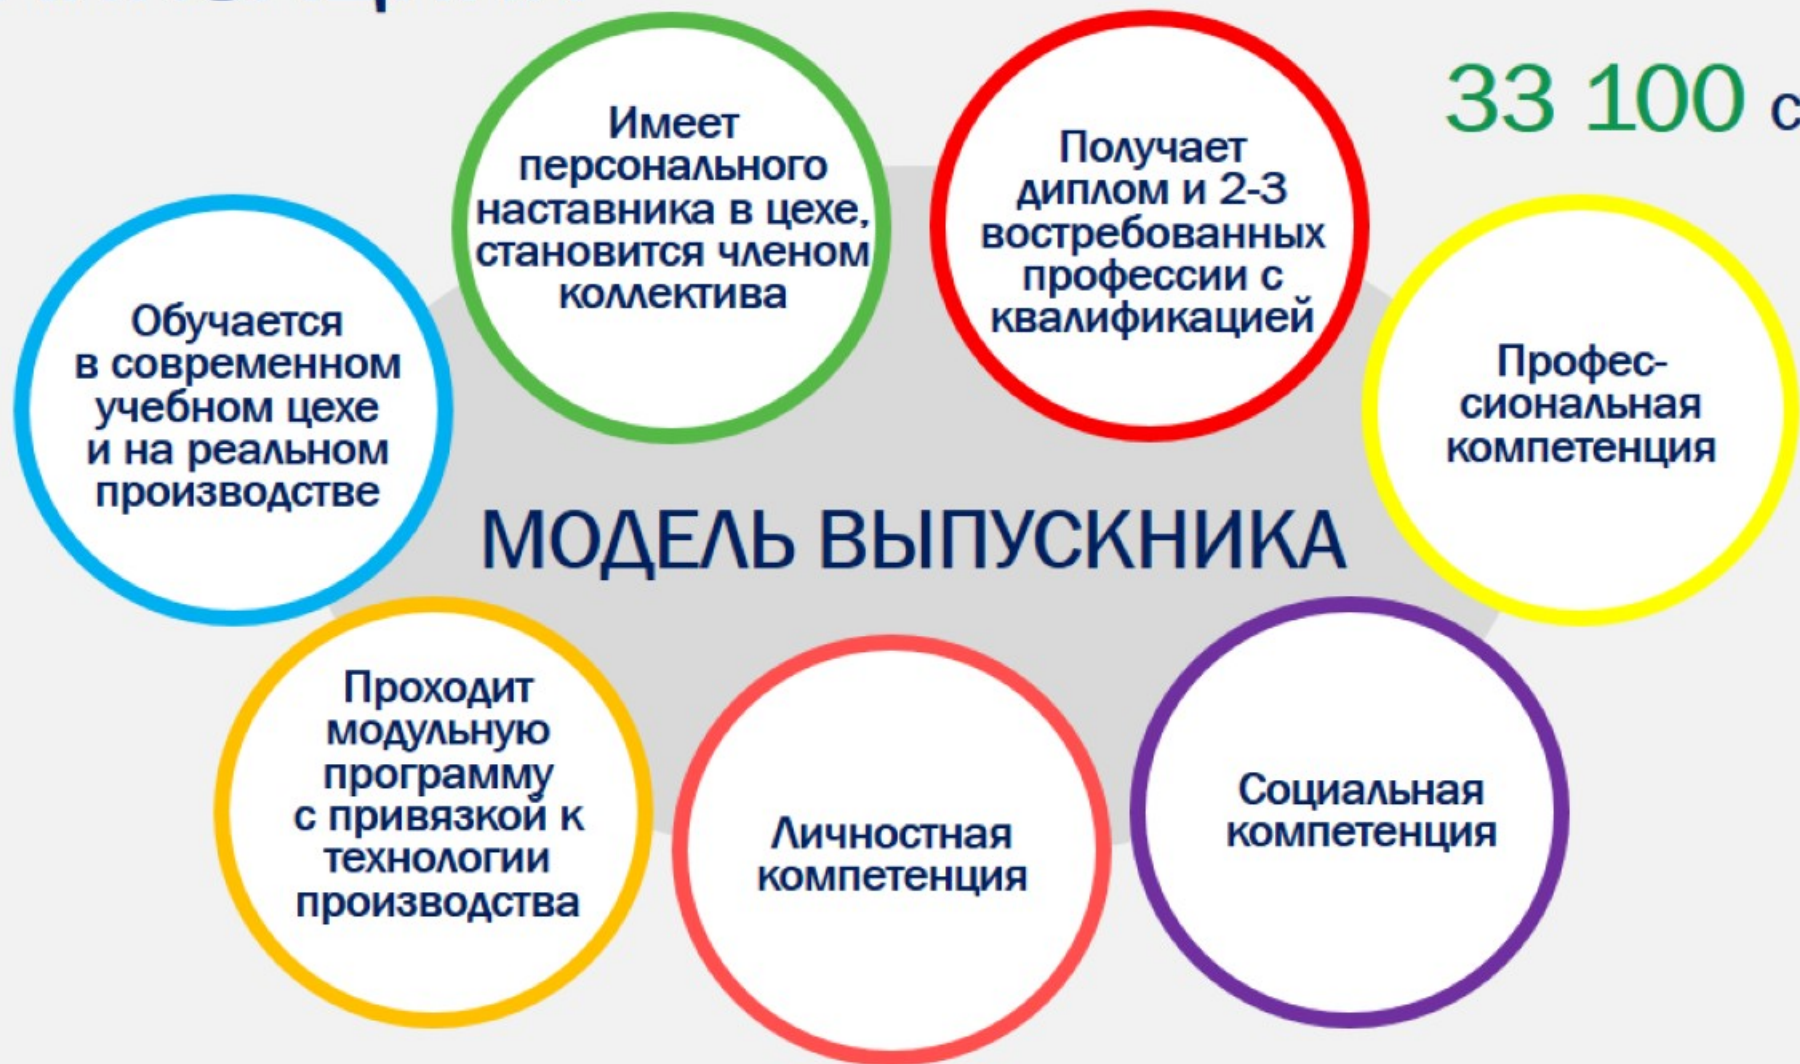 33 100 с
Имеет
персонального
наставника в цехе,
становится членом
коллектива
Получает
диплом и 2-3
востребованных
профессии с
квалификацией
Обучается
в современном
учебном цехе
и на реальном
производстве
Профес-
сиональная
компетенция
МОДЕЛЬ ВЫПУСКНИКА
Проходит
модульную
программу
с привязкой к
технологии
производства
Личностная
компетенция
Социальная
компетенция